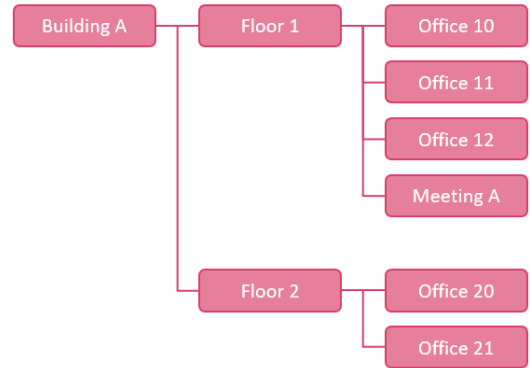 Building A
Floor 1
Office 10
Office 11
Office 12
Meeting A
Floor 2
Office 20
Office 21